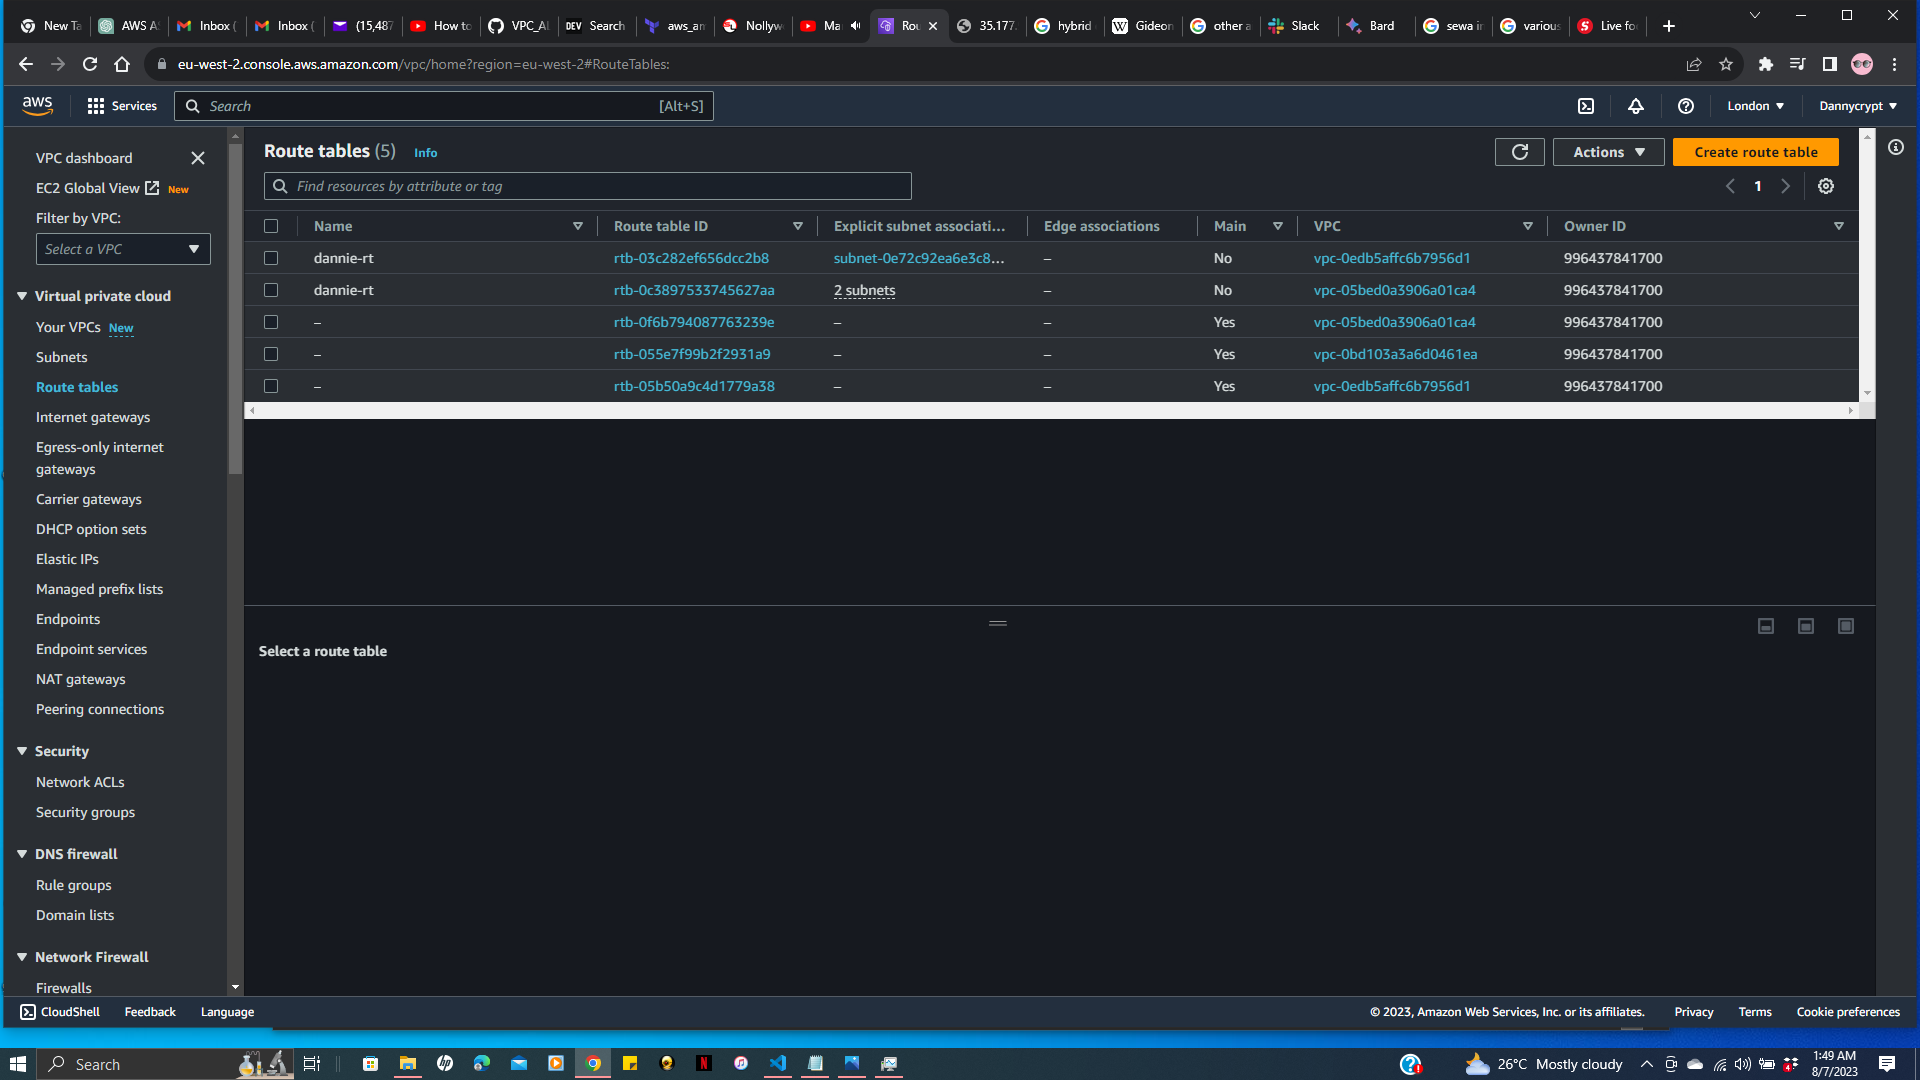 New Ta
AWS AS
Inbox (
Inbox (
(15,487
How to
VPC_AL
DEV Search
aws_am
Nollyw
Ma
Rou
35.177.
hybrid
W Gideon
other a
Slack
Bard
sewa in
various
Live fo
eu-west-2.console.aws.amazon.com/vpc/home?region=eu-west-2#RouteTables:
aws Services Search [Alt+S] London Dannycrypt
VPC dashboard
EC2 Global View New
Filter by VPC:
Select a VPC
Virtual private cloud
Your VPCs New
Subnets
Route tables
Internet gateways
Egress-only internet
gateways
Carrier gateways
DHCP option sets
Elastic IPs
Managed prefix lists
Endpoints
Endpoint services
NAT gateways
Peering connections
Security
Network ACLs
Security groups
DNS firewall
Rule groups
Domain lists
Network Firewall
Firewalls
Route tables (5) Info
Actions
Create route table
Find resources by attribute or tag
1
Name Route table ID Explicit subnet associati... Edge associations Main VPC Owner ID
dannie-rt rtb-03c282ef656dcc2b8 subnet-0e72c92ea6e3c8... – No vpc-0edb5affc6b7956d1 996437841700
dannie-rt rtb-0c3897533745627aa 2 subnets – No vpc-05bed0a3906a01ca4 996437841700
– rtb-0f6b794087763239e – – Yes vpc-05bed0a3906a01ca4 996437841700
– rtb-055e7f99b2f2931a9 – – Yes vpc-0bd103a3a6d0461ea 996437841700
– rtb-05b50a9c4d1779a38 – – Yes vpc-0edb5affc6b7956d1 996437841700
Select a route table
CloudShell Feedback Language © 2023, Amazon Web Services, Inc. or its affiliates. Privacy Terms Cookie preferences
Search
26°C Mostly cloudy
1:49 AM
8/7/2023